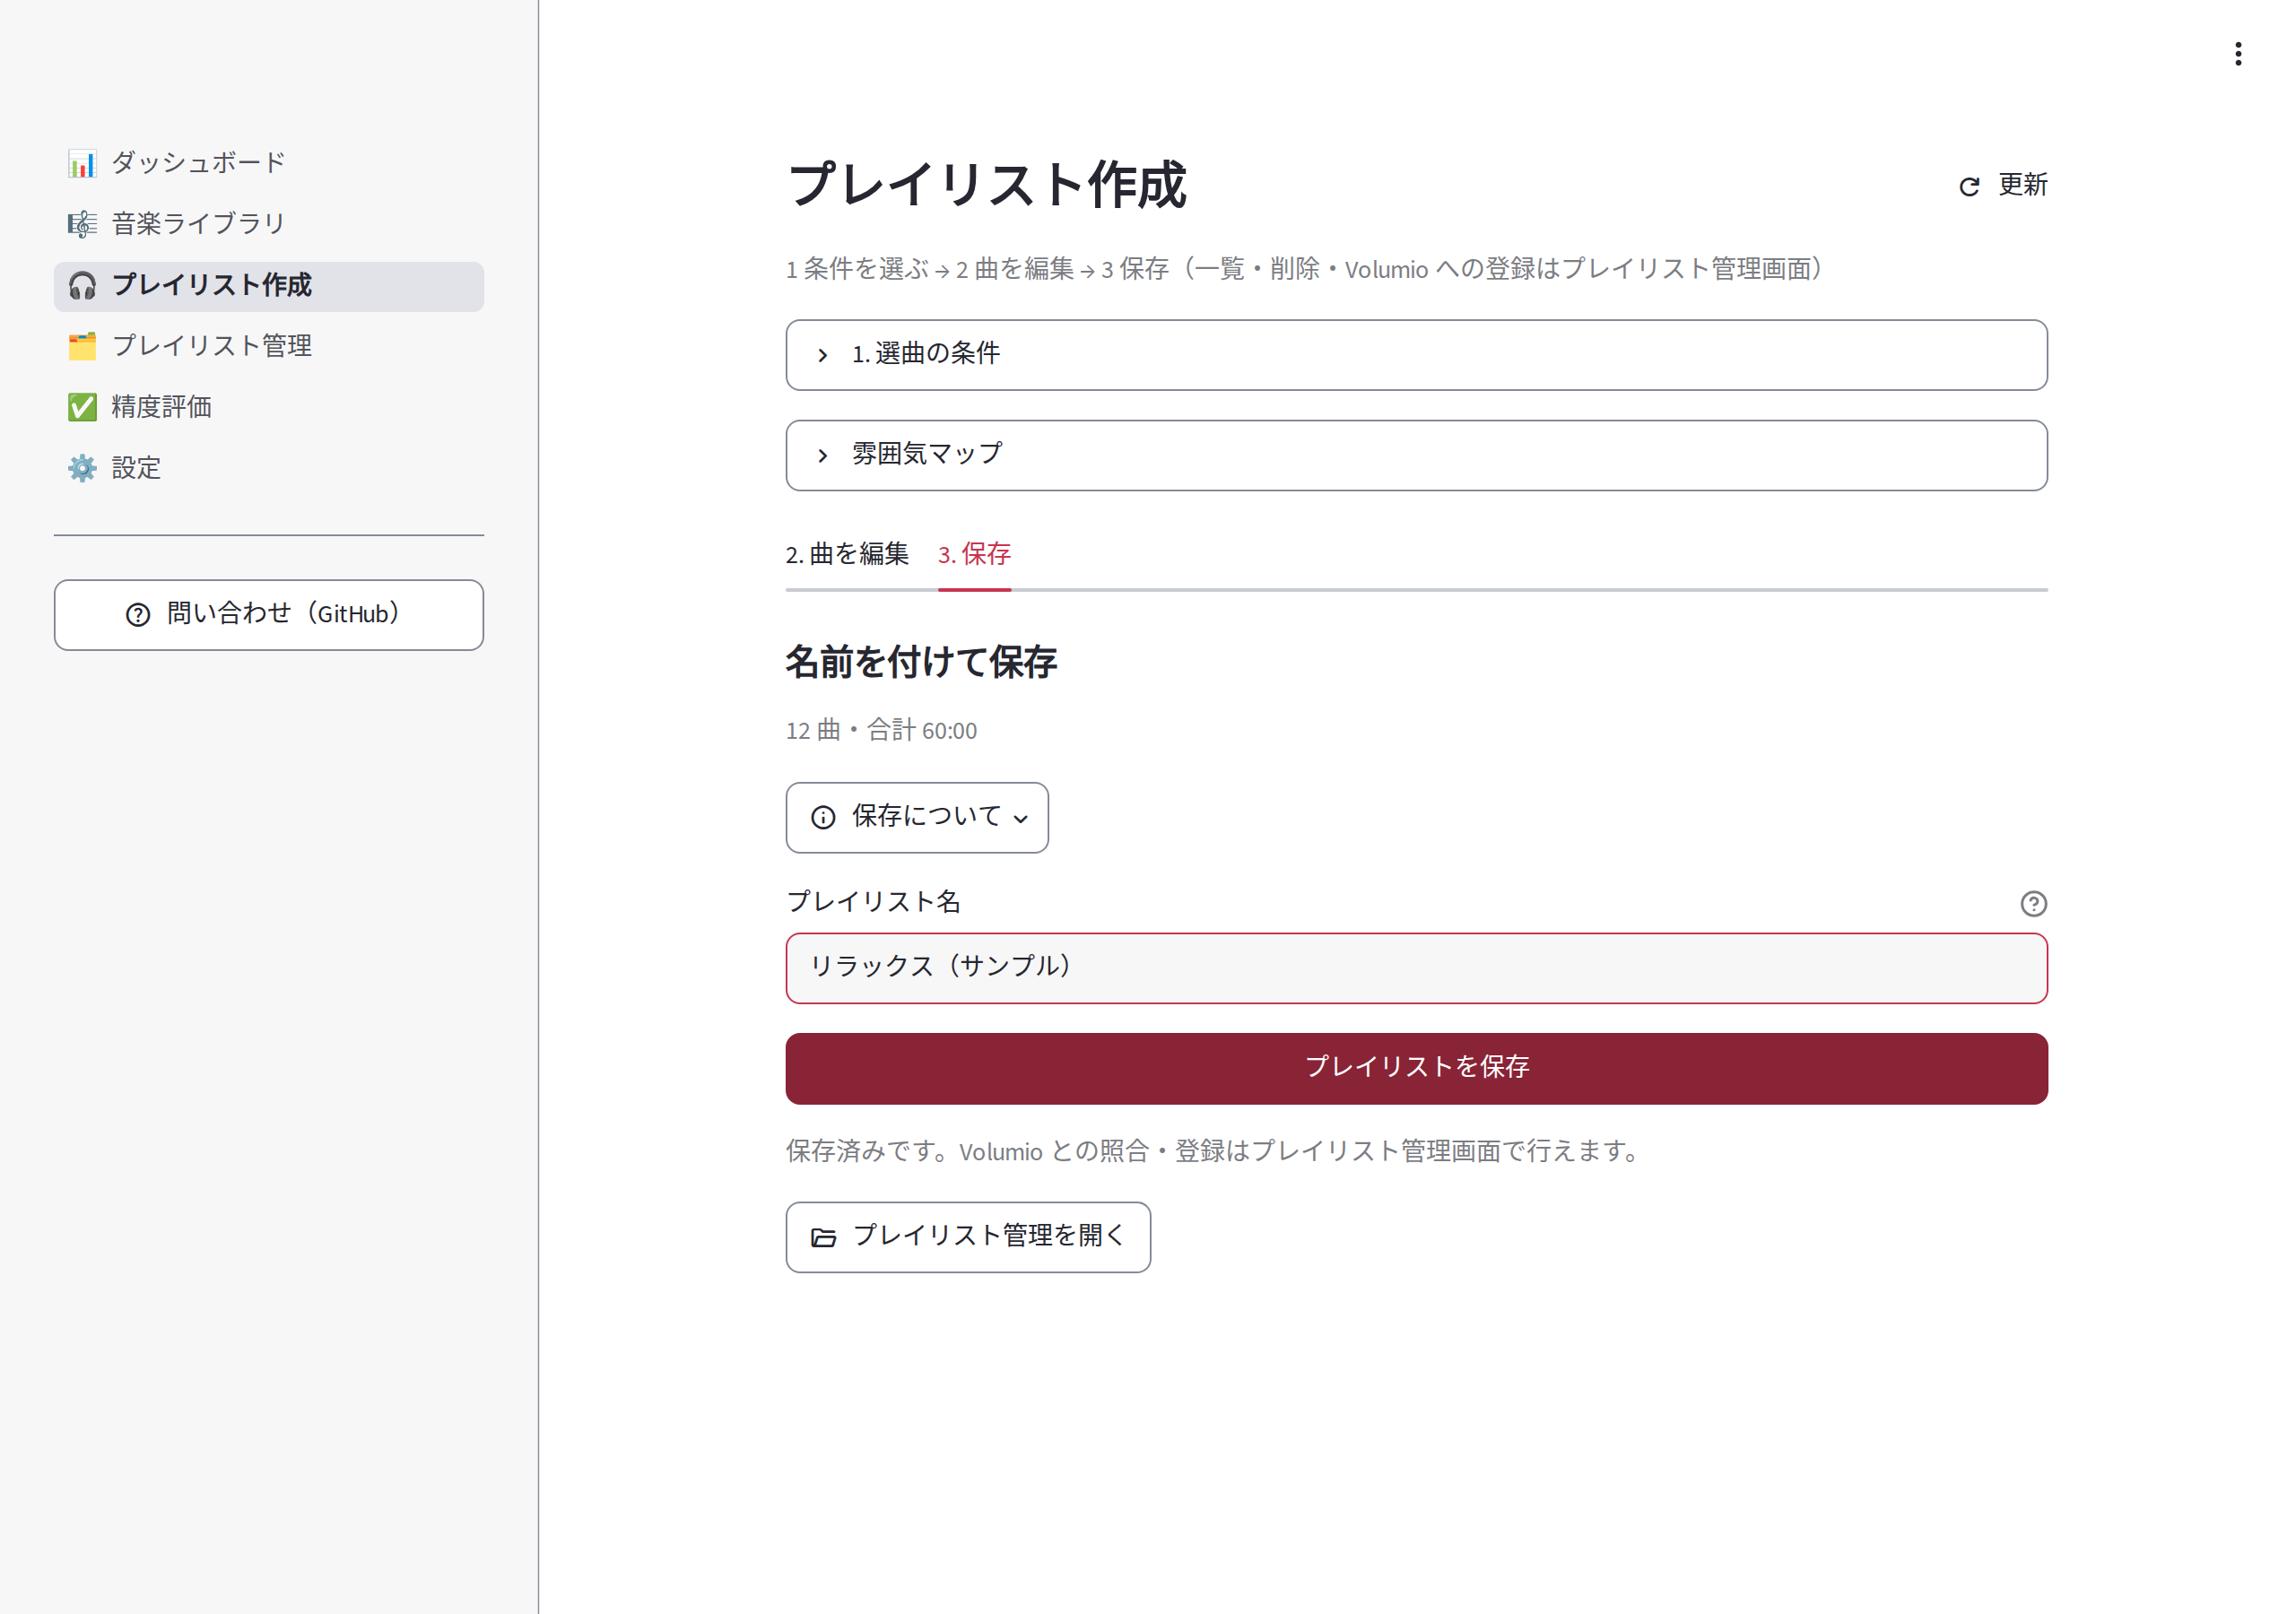 ダッシュボード
音楽ライブラリ
プレイリスト作成
プレイリスト管理
精度評価
設定
問い合わせ（GitHub）
プレイリスト作成
更新
1 条件を選ぶ → 2 曲を編集 → 3 保存（一覧・削除・Volumio への登録はプレイリスト管理画面）
1. 選曲の条件
雰囲気マップ
2. 曲を編集 3. 保存
名前を付けて保存
12 曲・合計 60:00
保存について
プレイリスト名
リラックス（サンプル）
プレイリストを保存
保存済みです。Volumio との照合・登録はプレイリスト管理画面で行えます。
プレイリスト管理を開く